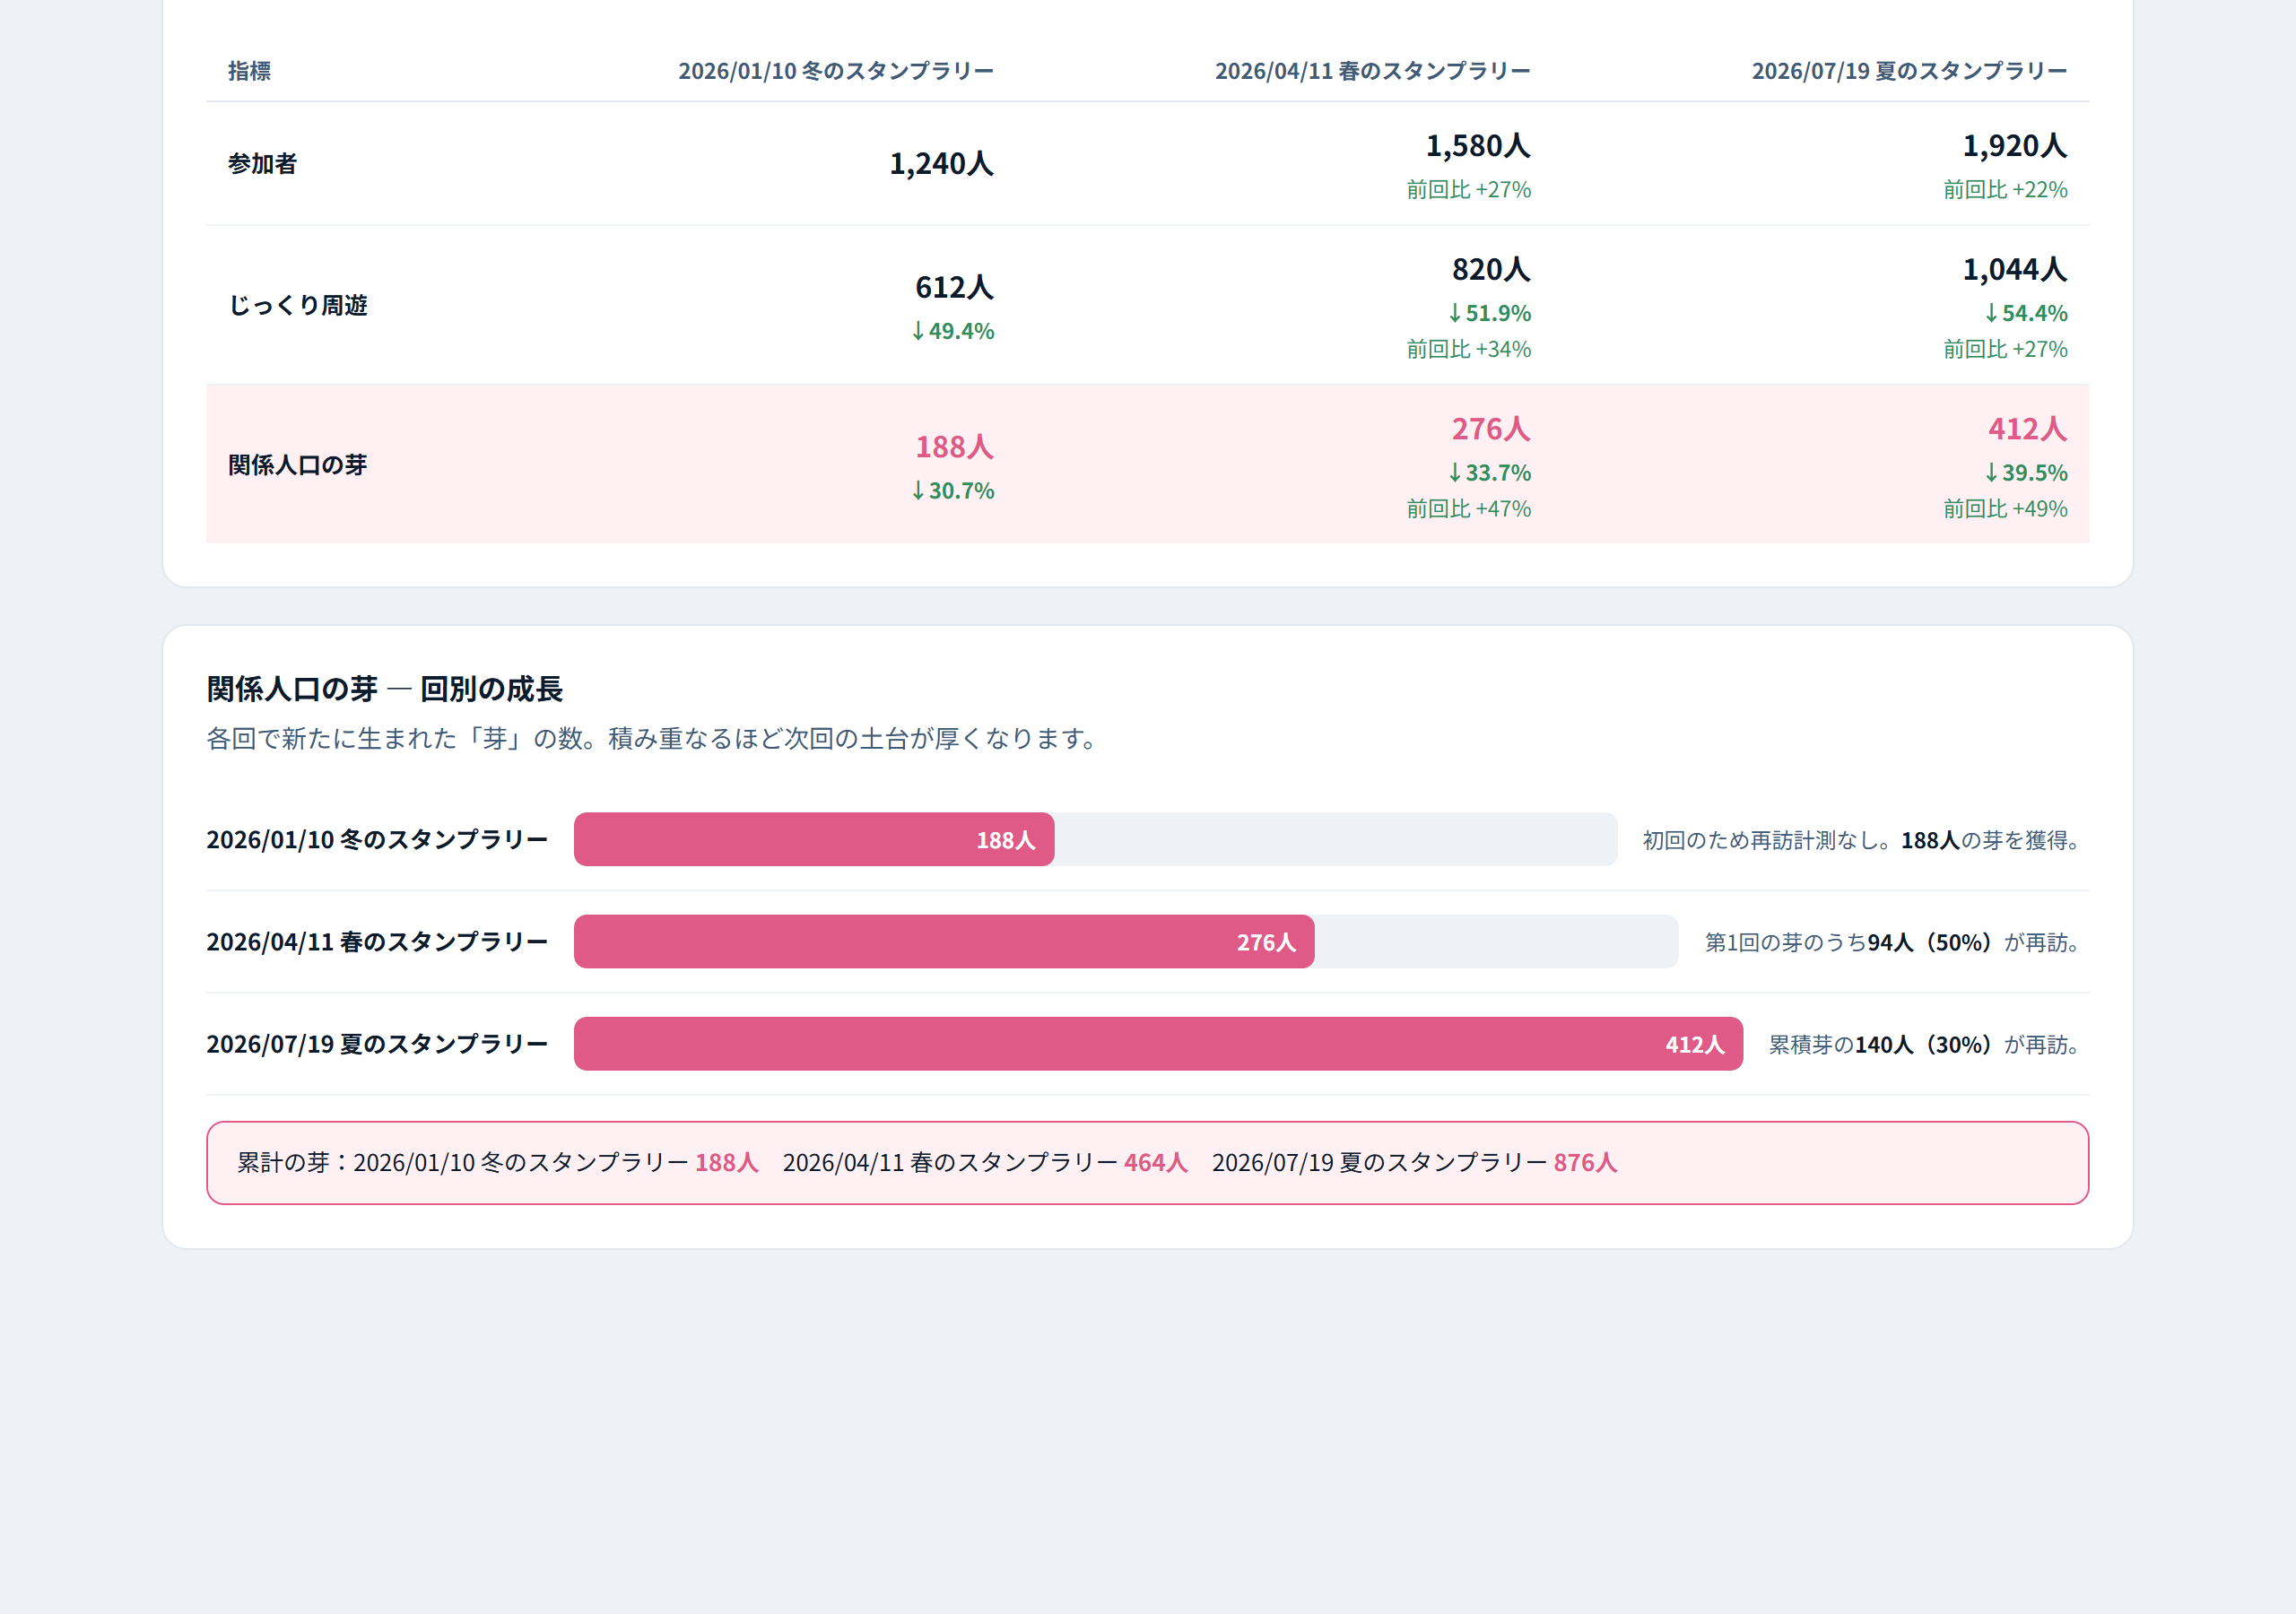 指標 2026/01/10 冬のスタンプラリー 2026/04/11 春のスタンプラリー 2026/07/19 夏のスタンプラリー
参加者 1,240人 1,580人 1,920人
前回比 +27% 前回比 +22%
じっくり周遊 612人 820人 1,044人
↓49.4% ↓51.9% ↓54.4%
前回比 +34% 前回比 +27%
関係人口の芽 188人 276人 412人
↓30.7% ↓33.7% ↓39.5%
前回比 +47% 前回比 +49%
関係人口の芽 — 回別の成長
各回で新たに生まれた「芽」の数。積み重なるほど次回の土台が厚くなります。
2026/01/10 冬のスタンプラリー 188人 初回のため再訪計測なし。188人の芽を獲得。
2026/04/11 春のスタンプラリー 276人 第1回の芽のうち94人（50%）が再訪。
2026/07/19 夏のスタンプラリー 412人 累積芽の140人（30%）が再訪。
累計の芽：2026/01/10 冬のスタンプラリー 188人 2026/04/11 春のスタンプラリー 464人 2026/07/19 夏のスタンプラリー 876人